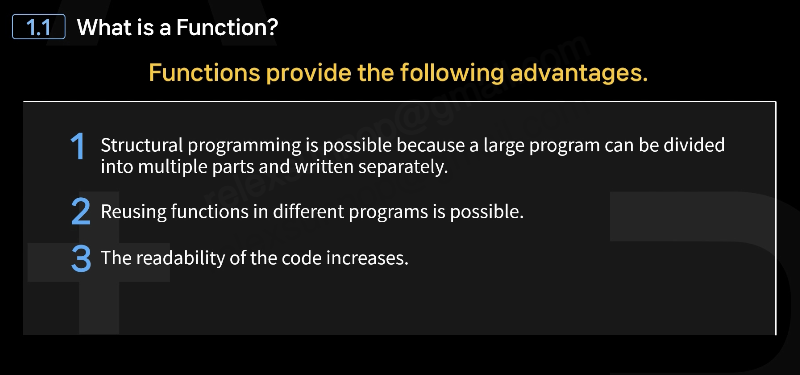 1.1 What is a Function?
Functions provide the following advantages.
1 Structural programming is possible because a large program can be divided
into multiple parts and written separately.
2 Reusing functions in different programs is possible.
3 The readability of the code increases.